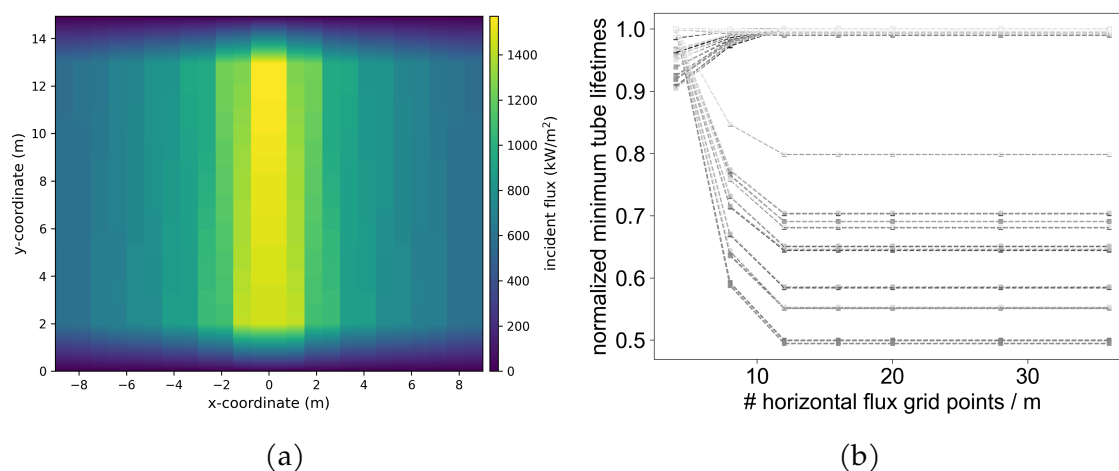 14
12
10
8
6
4
2
0
y-coordinate (m)
−8 −6 −4 −2 0 2 4 6 8
x-coordinate (m)
1400
1200
1000
800
600
400
200
0
incident flux (kW/m²)
(a)
1.0
0.9
0.8
0.7
0.6
0.5
normalized minimum tube lifetimes
10 20 30
# horizontal flux grid points / m
(b)